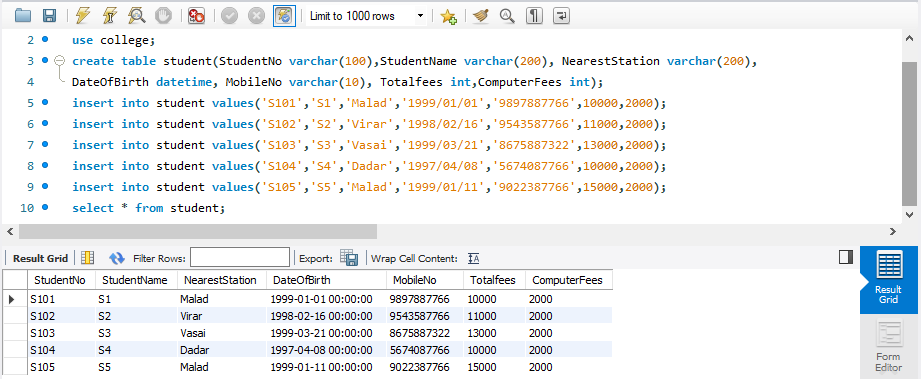 Limit to 1000 rows
2 use college;
3 create table student(StudentNo varchar(100),StudentName varchar(200), NearestStation varchar(200),
4 DateOfBirth datetime, MobileNo varchar(10), Totalfees int,ComputerFees int);
5 insert into student values('S101','S1','Malad','1999/01/01','9897887766',10000,2000);
6 insert into student values('S102','S2','Virar','1998/02/16','9543587766',11000,2000);
7 insert into student values('S103','S3','Vasai','1999/03/21','8675887322',13000,2000);
8 insert into student values('S104','S4','Dadar','1997/04/08','5674087766',10000,2000);
9 insert into student values('S105','S5','Malad','1999/01/11','9022387766',15000,2000);
10 select * from student;
Result Grid Filter Rows: Export: Wrap Cell Content:
StudentNo StudentName NearestStation DateOfBirth MobileNo Totalfees ComputerFees
S101 S1 Malad 1999-01-01 00:00:00 9897887766 10000 2000
S102 S2 Virar 1998-02-16 00:00:00 9543587766 11000 2000
S103 S3 Vasai 1999-03-21 00:00:00 8675887322 13000 2000
S104 S4 Dadar 1997-04-08 00:00:00 5674087766 10000 2000
S105 S5 Malad 1999-01-11 00:00:00 9022387766 15000 2000
Result
Grid
Form
Editor